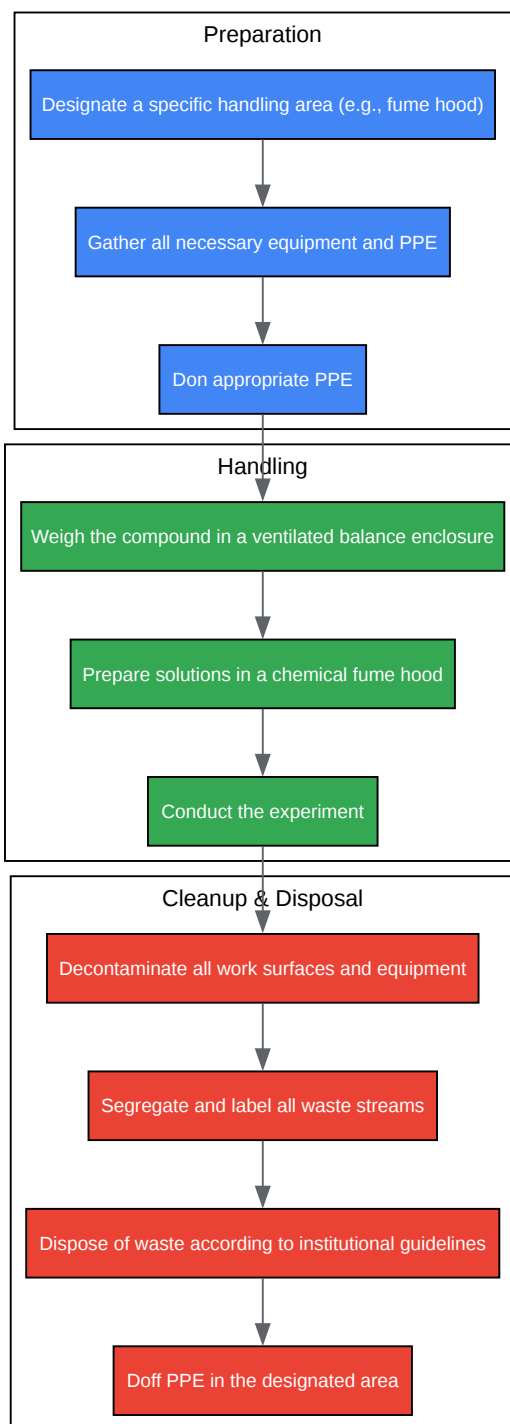 Preparation
Designate a specific handling area (e.g., fume hood)
Gather all necessary equipment and PPE
Don appropriate PPE
Handling
Weigh the compound in a ventilated balance enclosure
Prepare solutions in a chemical fume hood
Conduct the experiment
Cleanup & Disposal
Decontaminate all work surfaces and equipment
Segregate and label all waste streams
Dispose of waste according to institutional guidelines
Doff PPE in the designated area